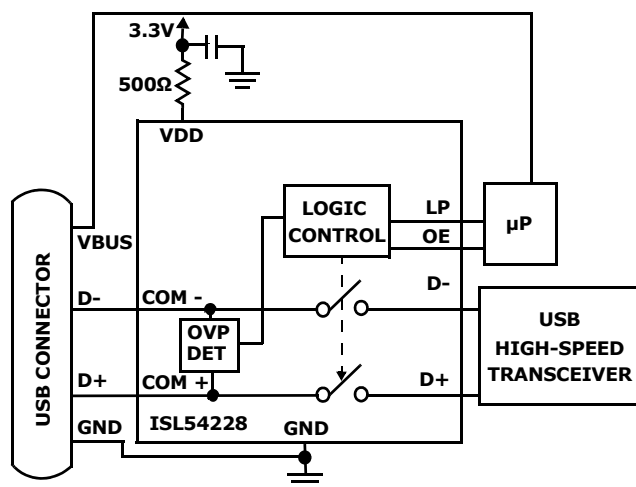 3.3V
500Ω
VDD
LOGIC
CONTROL
LP
OE
µP
USB CONNECTOR
VBUS
D-
COM -
D-
OVP
DET
USB
HIGH-SPEED
TRANSCEIVER
D+
COM +
D+
GND
ISL54228
GND